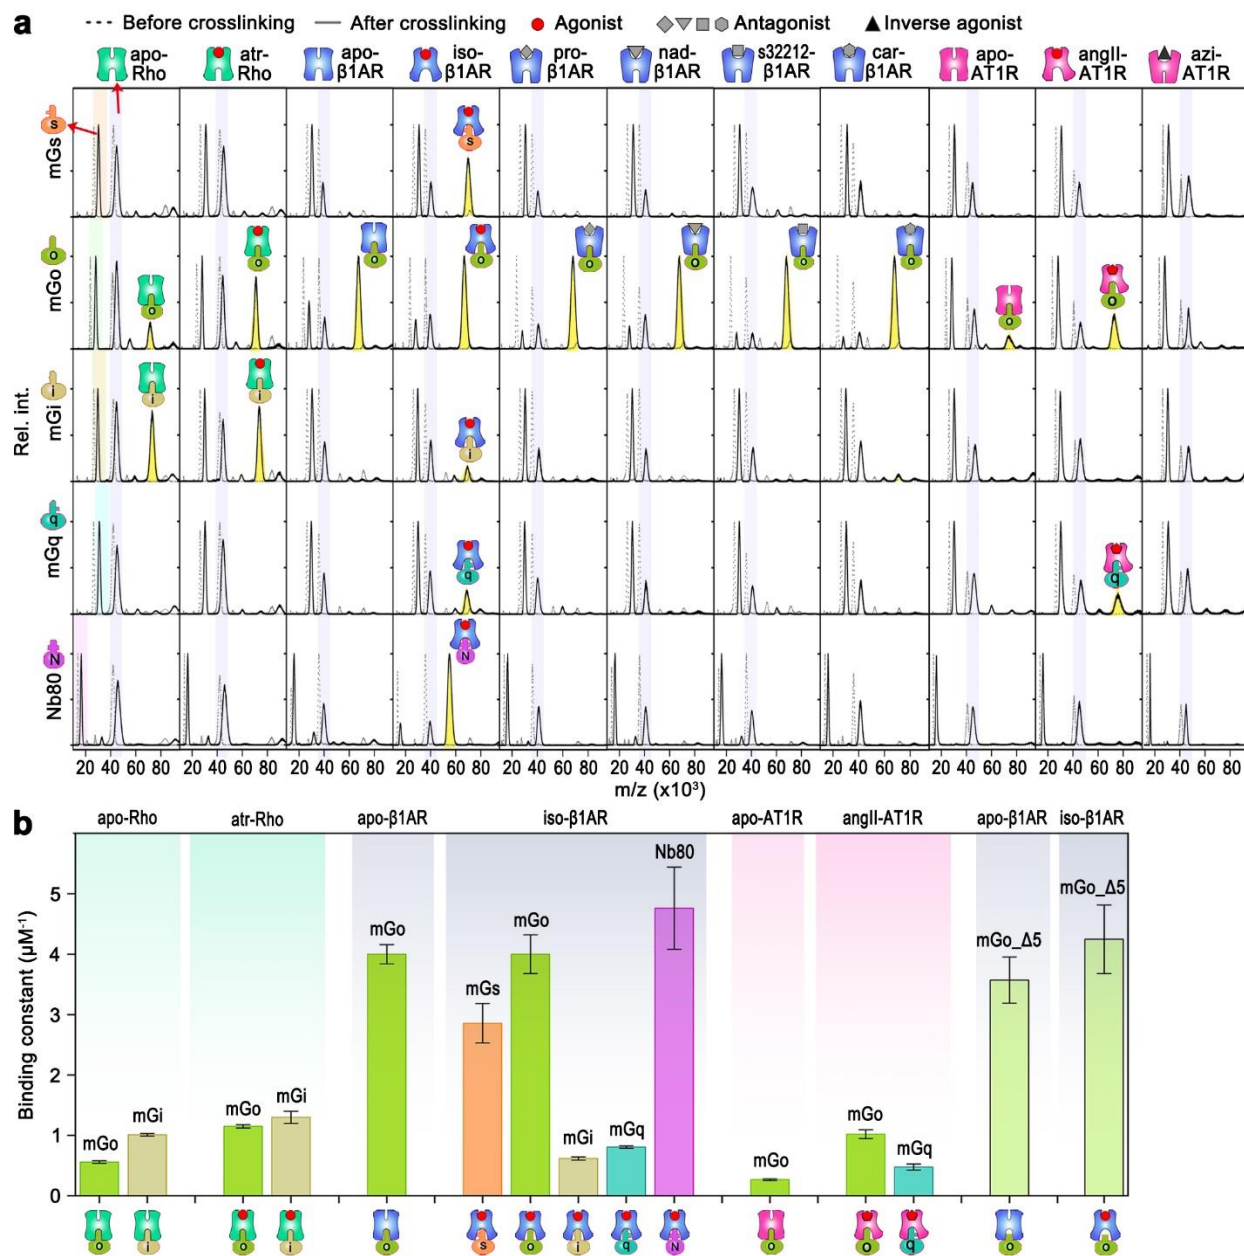 a
Before crosslinking After crosslinking Agonist Antagonist Inverse agonist
apo-Rho atr-Rho apo-β1AR iso-β1AR pro-β1AR nad-β1AR s32212-β1AR car-β1AR apo-AT1R angII-AT1R azi-AT1R
s
mGs
s
o
mGo
o o o o o o o o o o
i
mGi
i i i
q
mGq
q q
N
Nb80
N
Rel. int.
20 40 60 80 20 40 60 80 20 40 60 80 20 40 60 80 20 40 60 80 20 40 60 80 20 40 60 80 20 40 60 80 20 40 60 80 20 40 60 80 20 40 60 80
m/z (x10³)
b
apo-Rho atr-Rho apo-β1AR iso-β1AR apo-AT1R angII-AT1R apo-β1AR iso-β1AR
Binding constant (µM⁻¹)
5
4
3
2
1
0
mGo mGi mGo mGi mGo mGs mGo mGi mGq Nb80 mGo mGo mGq mGo_Δ5 mGo_Δ5
o i o i o s o i q N o o q o o